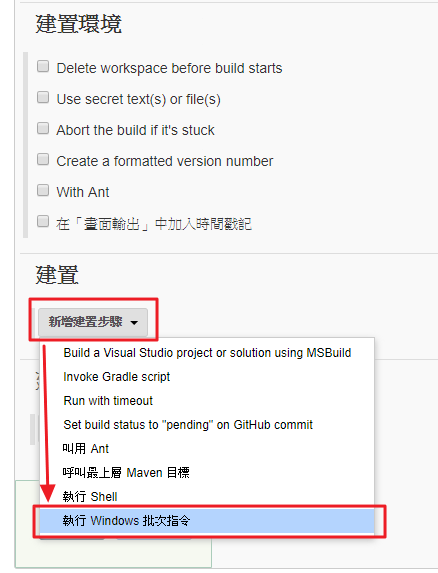 建置環境
Delete workspace before build starts
Use secret text(s) or file(s)
Abort the build if it's stuck
Create a formatted version number
With Ant
在「畫面輸出」中加入時間戳記
建置
新增建置步驟
Build a Visual Studio project or solution using MSBuild
Invoke Gradle script
Run with timeout
Set build status to "pending" on GitHub commit
叫用 Ant
呼叫最上層 Maven 目標
執行 Shell
執行 Windows 批次指令